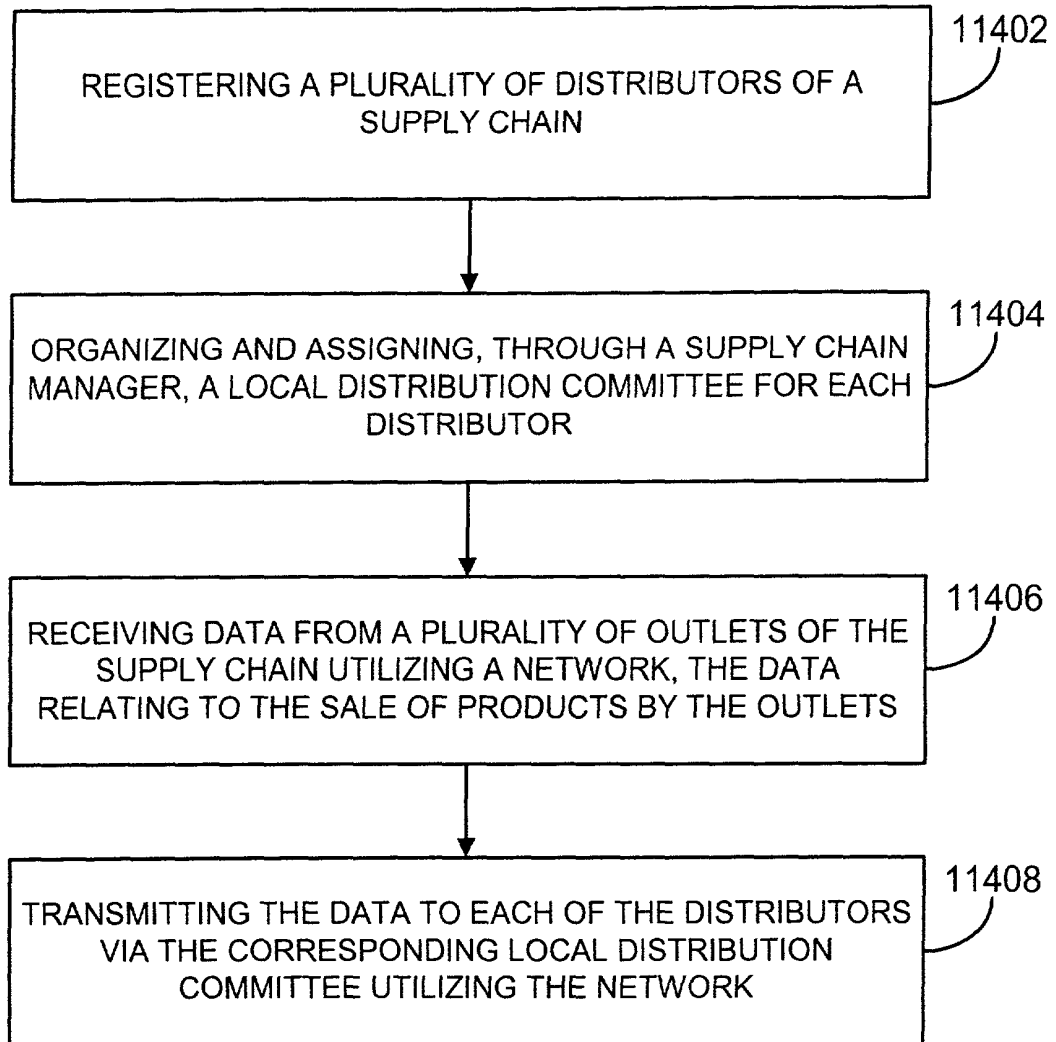 11402
REGISTERING A PLURALITY OF DISTRIBUTORS OF A
SUPPLY CHAIN
11404
ORGANIZING AND ASSIGNING, THROUGH A SUPPLY CHAIN
MANAGER, A LOCAL DISTRIBUTION COMMITTEE FOR EACH
DISTRIBUTOR
11406
RECEIVING DATA FROM A PLURALITY OF OUTLETS OF THE
SUPPLY CHAIN UTILIZING A NETWORK, THE DATA
RELATING TO THE SALE OF PRODUCTS BY THE OUTLETS
11408
TRANSMITTING THE DATA TO EACH OF THE DISTRIBUTORS
VIA THE CORRESPONDING LOCAL DISTRIBUTION
COMMITTEE UTILIZING THE NETWORK